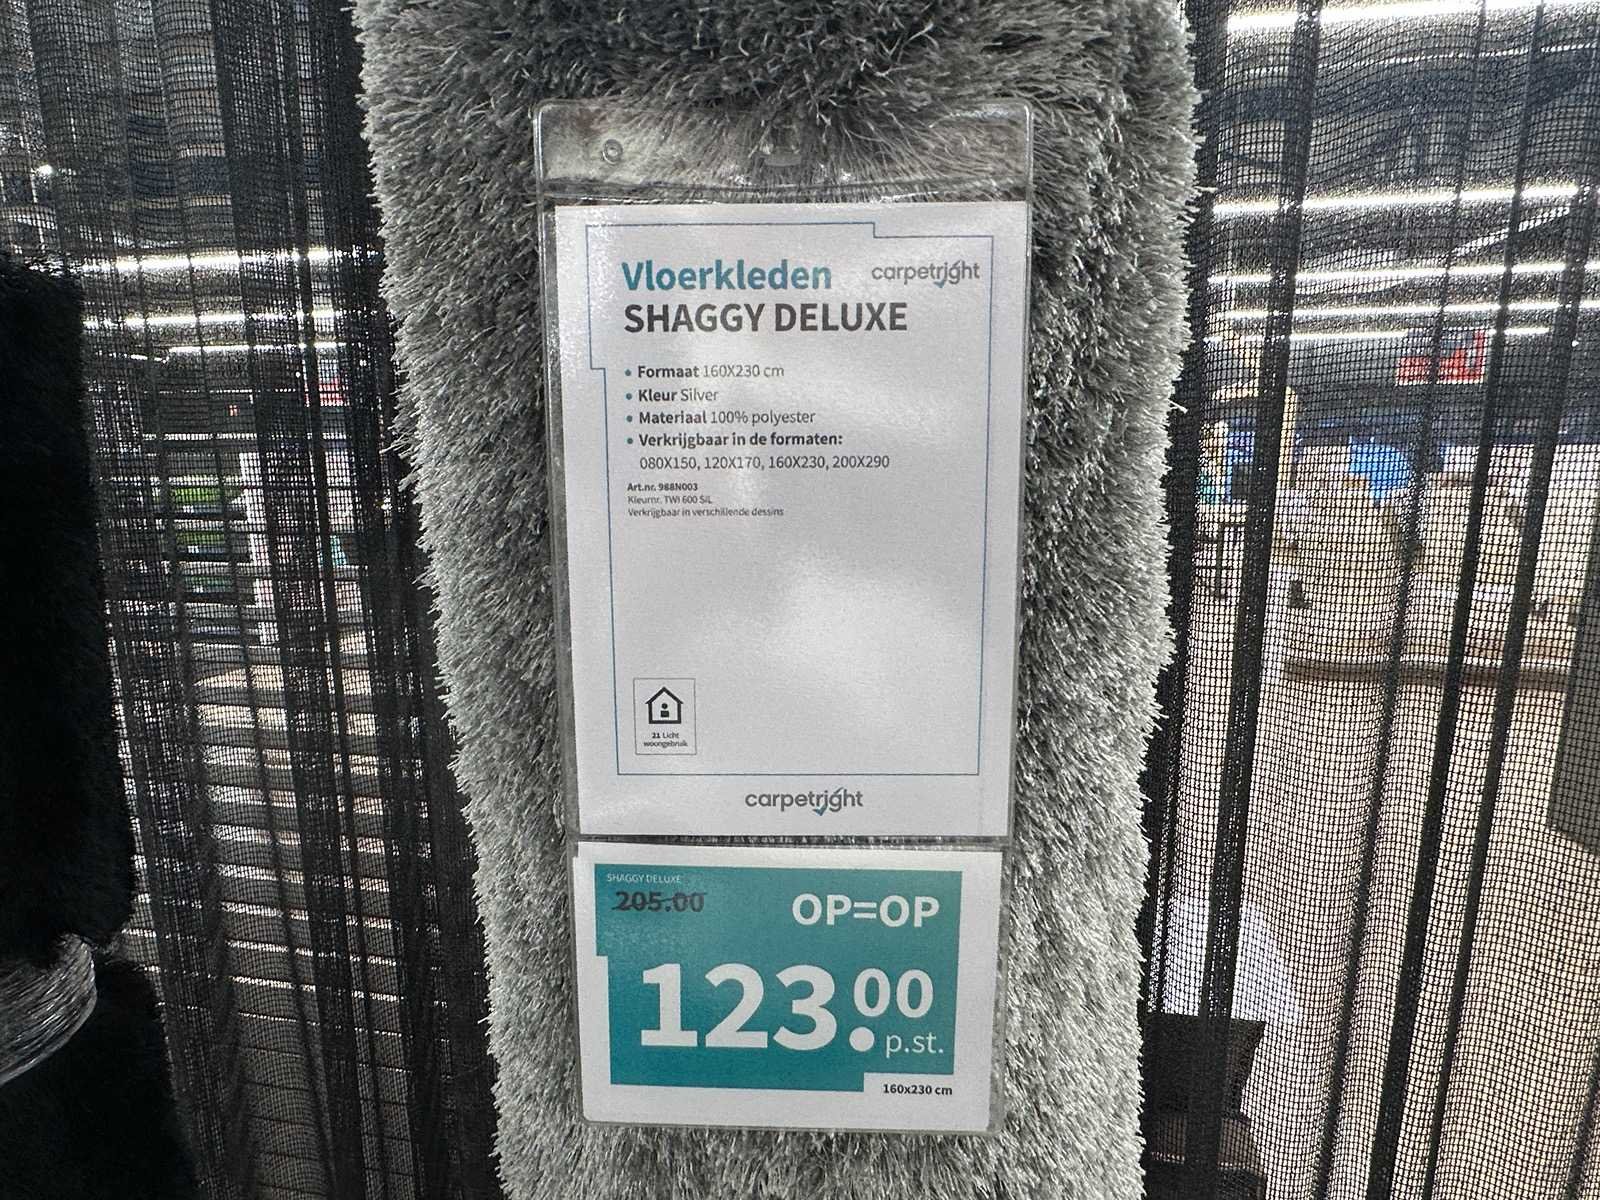 Vloerkleden carpetright
SHAGGY DELUXE
• Formaat 160X230 cm
• Kleur Silver
• Materiaal 100% polyester
• Verkrijgbaar in de formaten:
080X150, 120X170, 160X230, 200X290
Art.nr. 988N003
Kleurnr. TWI 600 SIL
Verkrijgbaar in verschillende dessins
21 Licht
woongebruik
carpetright
SHAGGY DELUXE
205.00
OP=OP
123.00
p.st.
160x230 cm